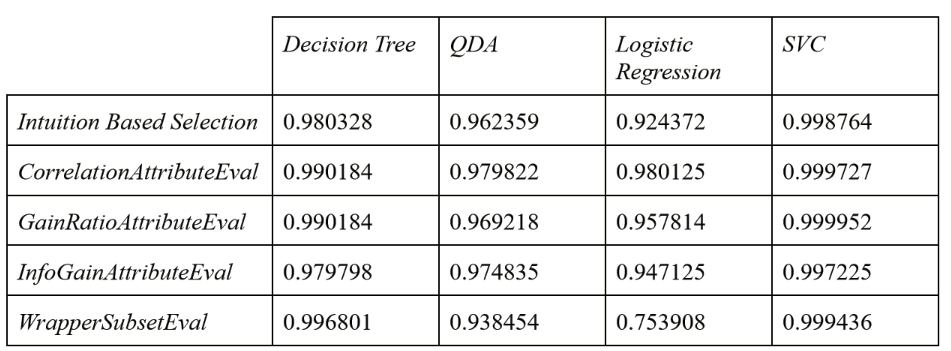 Decision Tree QDA Logistic Regression SVC
Intuition Based Selection 0.980328 0.962359 0.924372 0.998764
CorrelationAttributeEval 0.990184 0.979822 0.980125 0.999727
GainRatioAttributeEval 0.990184 0.969218 0.957814 0.999952
InfoGainAttributeEval 0.979798 0.974835 0.947125 0.997225
WrapperSubsetEval 0.996801 0.938454 0.753908 0.999436